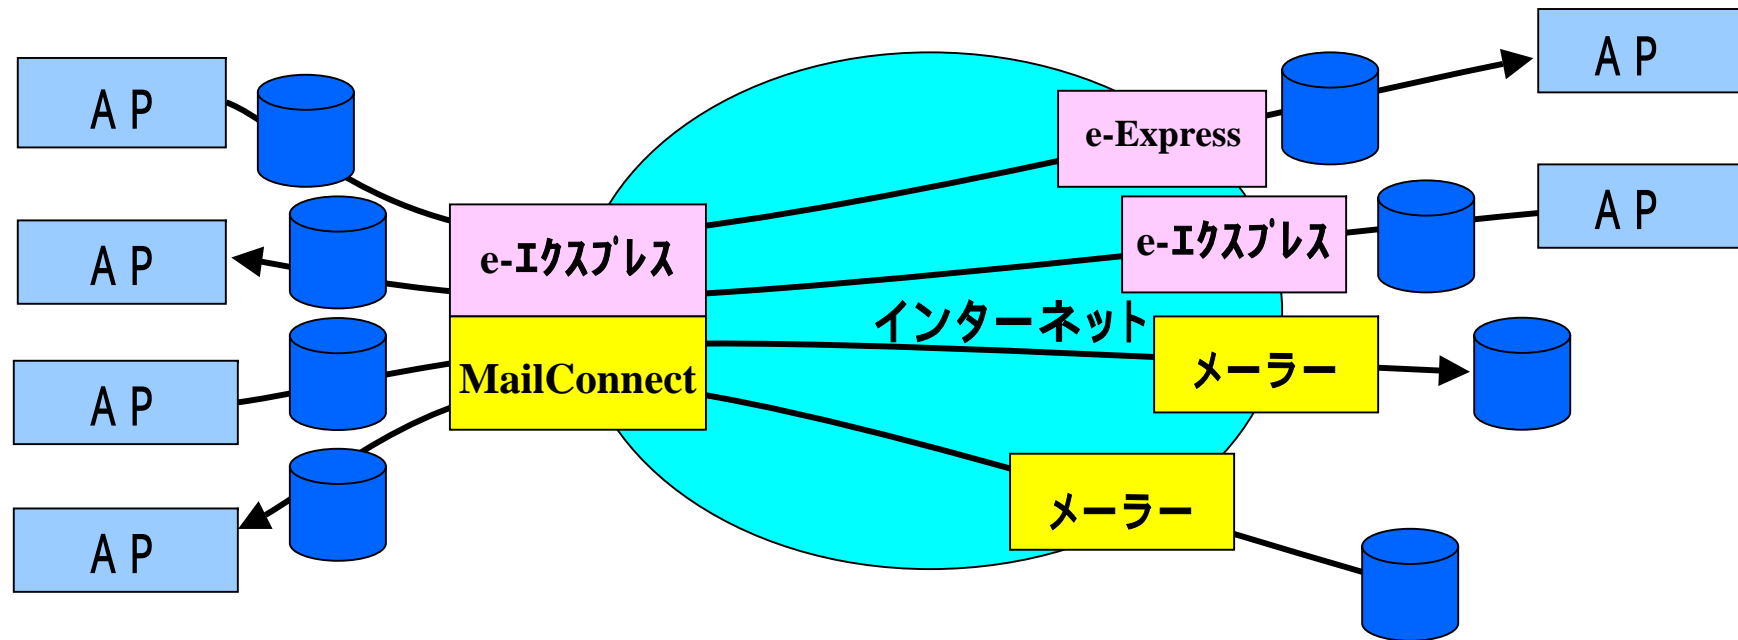 ＡＰ
ＡＰ
e-Express
ＡＰ
ＡＰ
e-ｴｸｽﾌﾟﾚｽ
e-ｴｸｽﾌﾟﾚｽ
インターネット
MailConnect
メーラー
ＡＰ
メーラー
ＡＰ